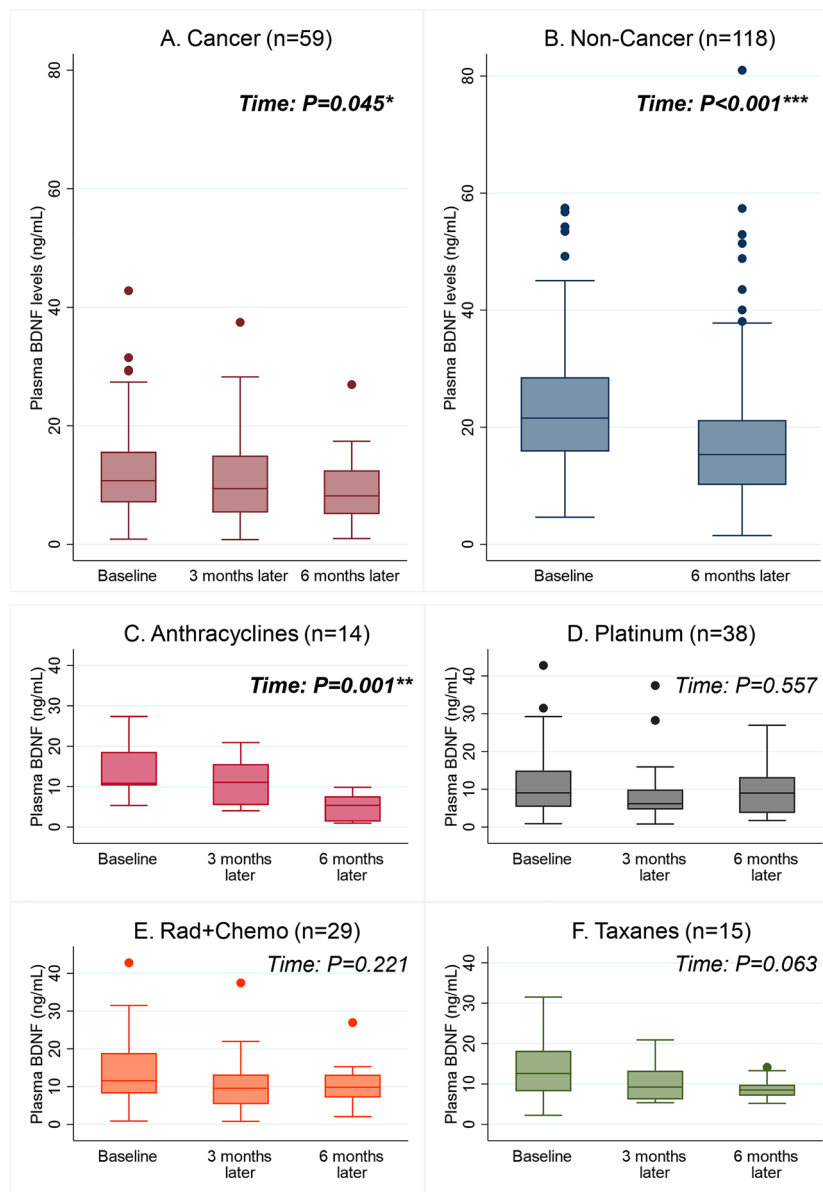 A. Cancer (n=59)
Time: P=0.045*
Plasma BDNF levels (ng/mL)
80
60
40
20
0
Baseline 3 months later 6 months later
B. Non-Cancer (n=118)
Time: P<0.001***
Plasma BDNF levels (ng/mL)
80
60
40
20
0
Baseline 6 months later
C. Anthracyclines (n=14)
Time: P=0.001**
Plasma BDNF (ng/mL)
40
30
20
10
0
Baseline 3 months later 6 months later
D. Platinum (n=38)
Time: P=0.557
Plasma BDNF (ng/mL)
40
30
20
10
0
Baseline 3 months later 6 months later
E. Rad+Chemo (n=29)
Time: P=0.221
Plasma BDNF (ng/mL)
40
30
20
10
0
Baseline 3 months later 6 months later
F. Taxanes (n=15)
Time: P=0.063
Plasma BDNF (ng/mL)
40
30
20
10
0
Baseline 3 months later 6 months later